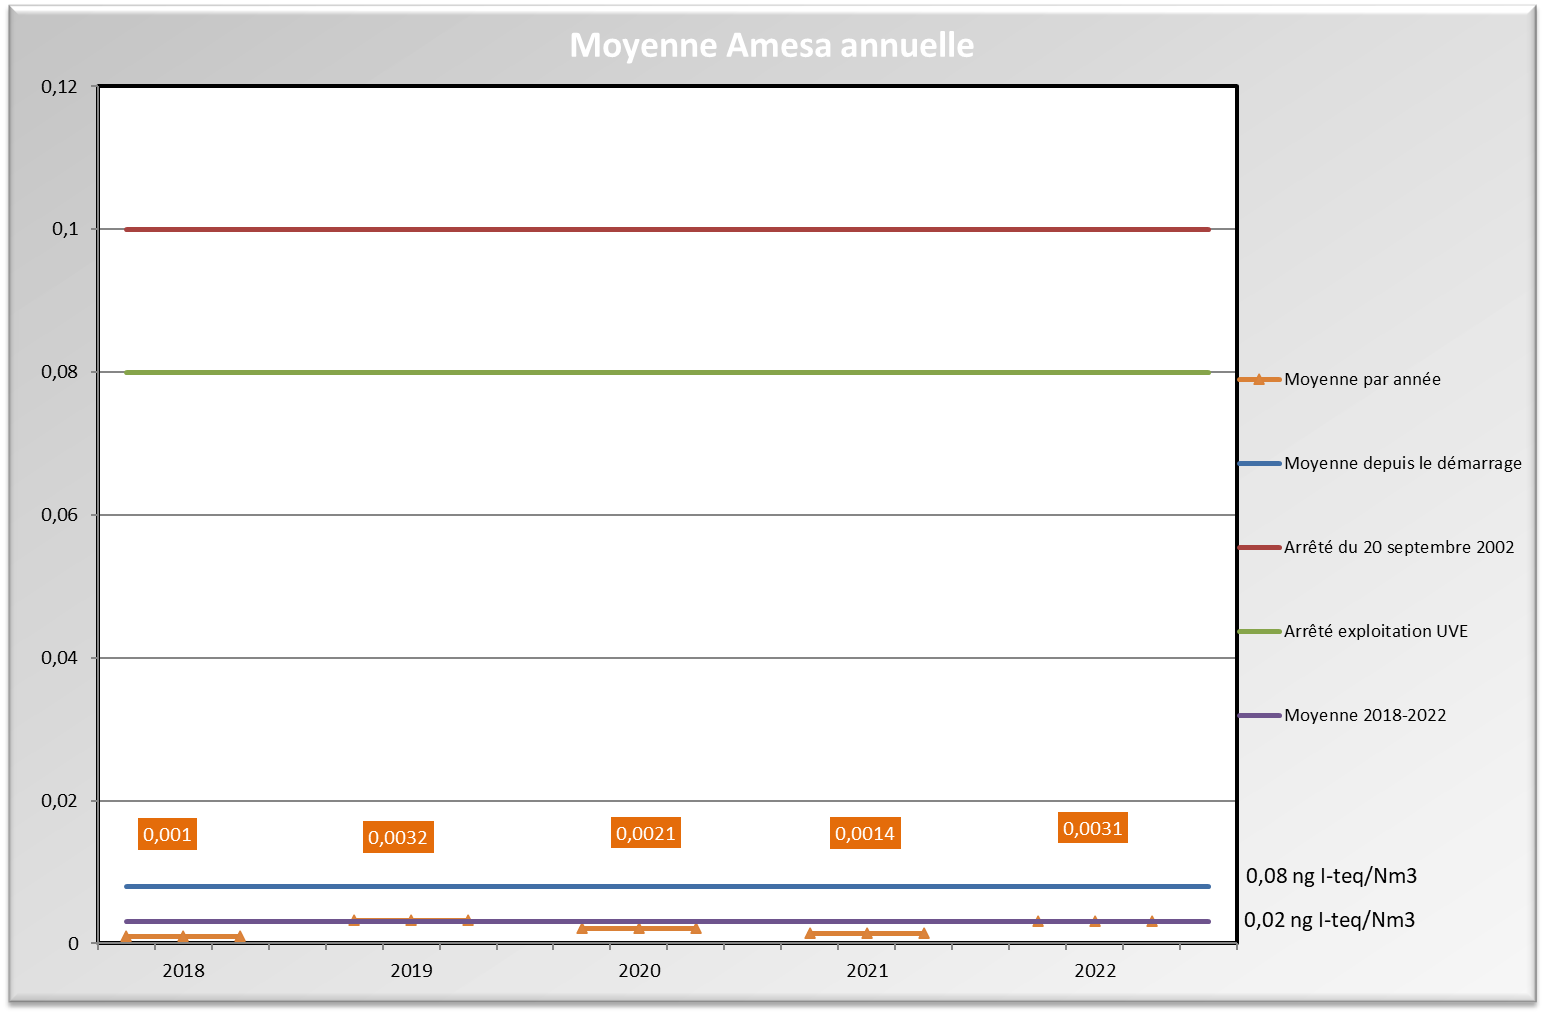 Moyenne Amesa annuelle
0,12
0,1
0,08
0,06
0,04
0,02
0
0,001
0,0032
0,0021
0,0014
0,0031
2018
2019
2020
2021
2022
Moyenne par année
Moyenne depuis le démarrage
Arrêté du 20 septembre 2002
Arrêté exploitation UVE
Moyenne 2018-2022
0,08 ng I-teq/Nm3
0,02 ng I-teq/Nm3